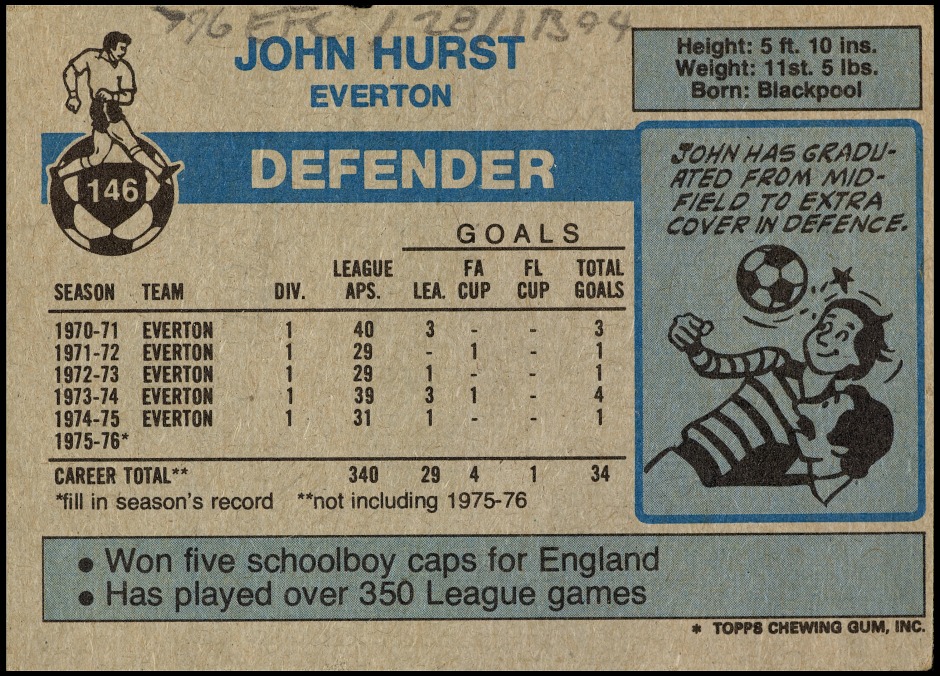 '76 EFC / 28/11B94
JOHN HURST
EVERTON
Height: 5 ft. 10 ins.
Weight: 11st. 5 lbs.
Born: Blackpool
146
DEFENDER
JOHN HAS GRADU-
ATED FROM MID-
FIELD TO EXTRA
COVER IN DEFENCE.
GOALS
SEASON TEAM DIV. LEAGUE APS. LEA. FA CUP FL CUP TOTAL GOALS
1970-71 EVERTON 1 40 3 - - 3
1971-72 EVERTON 1 29 - 1 - 1
1972-73 EVERTON 1 29 1 - - 1
1973-74 EVERTON 1 39 3 1 - 4
1974-75 EVERTON 1 31 1 - - 1
1975-76*
CAREER TOTAL** 340 29 4 1 34
*fill in season's record **not including 1975-76
• Won five schoolboy caps for England
• Has played over 350 League games
* TOPPS CHEWING GUM, INC.